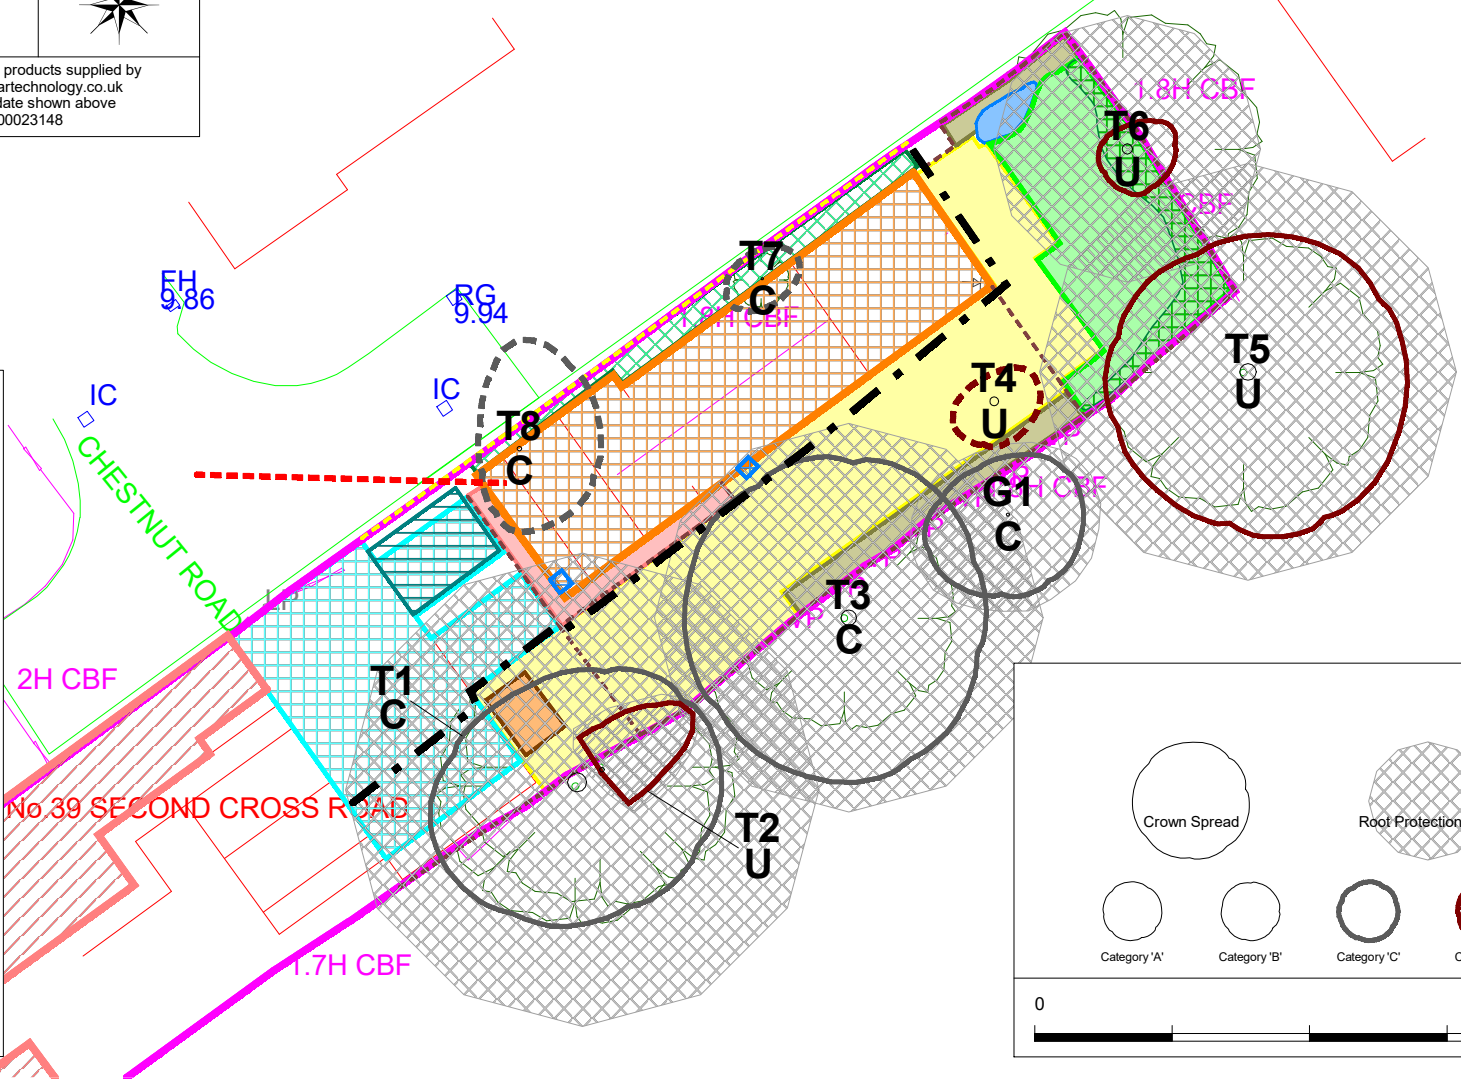 products supplied by
artechnology.co.uk
date shown above
00023148
1.8H CBF
T6
U
CBF
T7
C
1.8H CBF
FH
9.86
RG
9.94
IC
IC
T8
C
T4
U
T5
U
G1
C
H CBF
CHESTNUT ROAD
LP
T3
C
2H CBF
T1
C
No.39 SECOND CROSS ROAD
T2
U
1.7H CBF
Crown Spread
Root Protection
Category 'A'
Category 'B'
Category 'C'
C
0